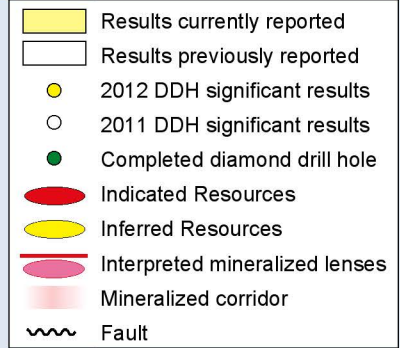 Results currently reported
Results previously reported
2012 DDH significant results
2011 DDH significant results
Completed diamond drill hole
Indicated Resources
Inferred Resources
Interpreted mineralized lenses
Mineralized corridor
Fault